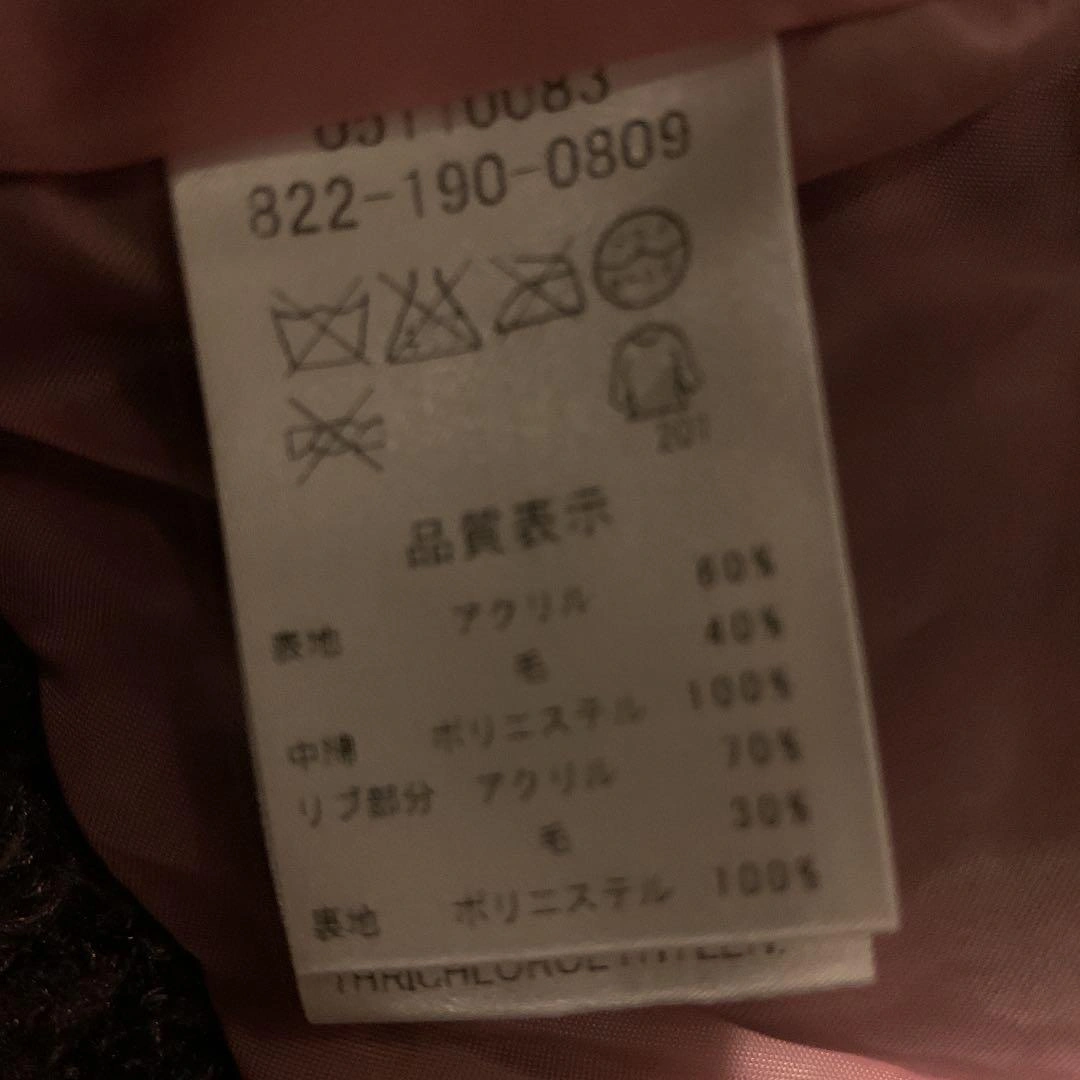 05110083
822-190-0809
201
品質表示
表地 アクリル 60%
毛 40%
中綿 ポリエステル 100%
リブ部分 アクリル 70%
毛 30%
裏地 ポリエステル 100%